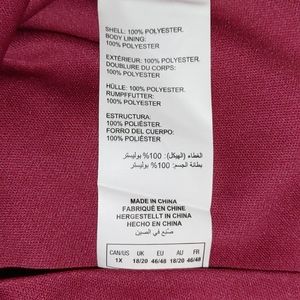 SHELL: 100% POLYESTER.
BODY LINING:
100% POLYESTER
EXTÉRIEUR: 100% POLYESTER.
DOUBLURE DU CORPS:
100% POLYESTER
HÜLLE: 100% POLYESTER.
RUMPFFUTTER:
100% POLYESTER
ESTRUCTURA:
100% POLIÉSTER.
FORRO DEL CUERPO:
100% POLIÉSTER
الغطاء (الهيكل): 100% بوليستر
بطانة الجسم: 100% بوليستر
MADE IN CHINA
FABRIQUÉ EN CHINE
HERGESTELLT IN CHINA
HECHO EN CHINA
صنع في الصين
CAN/US UK EU AU FR
1X 18/20 46/48 18/20 46/48